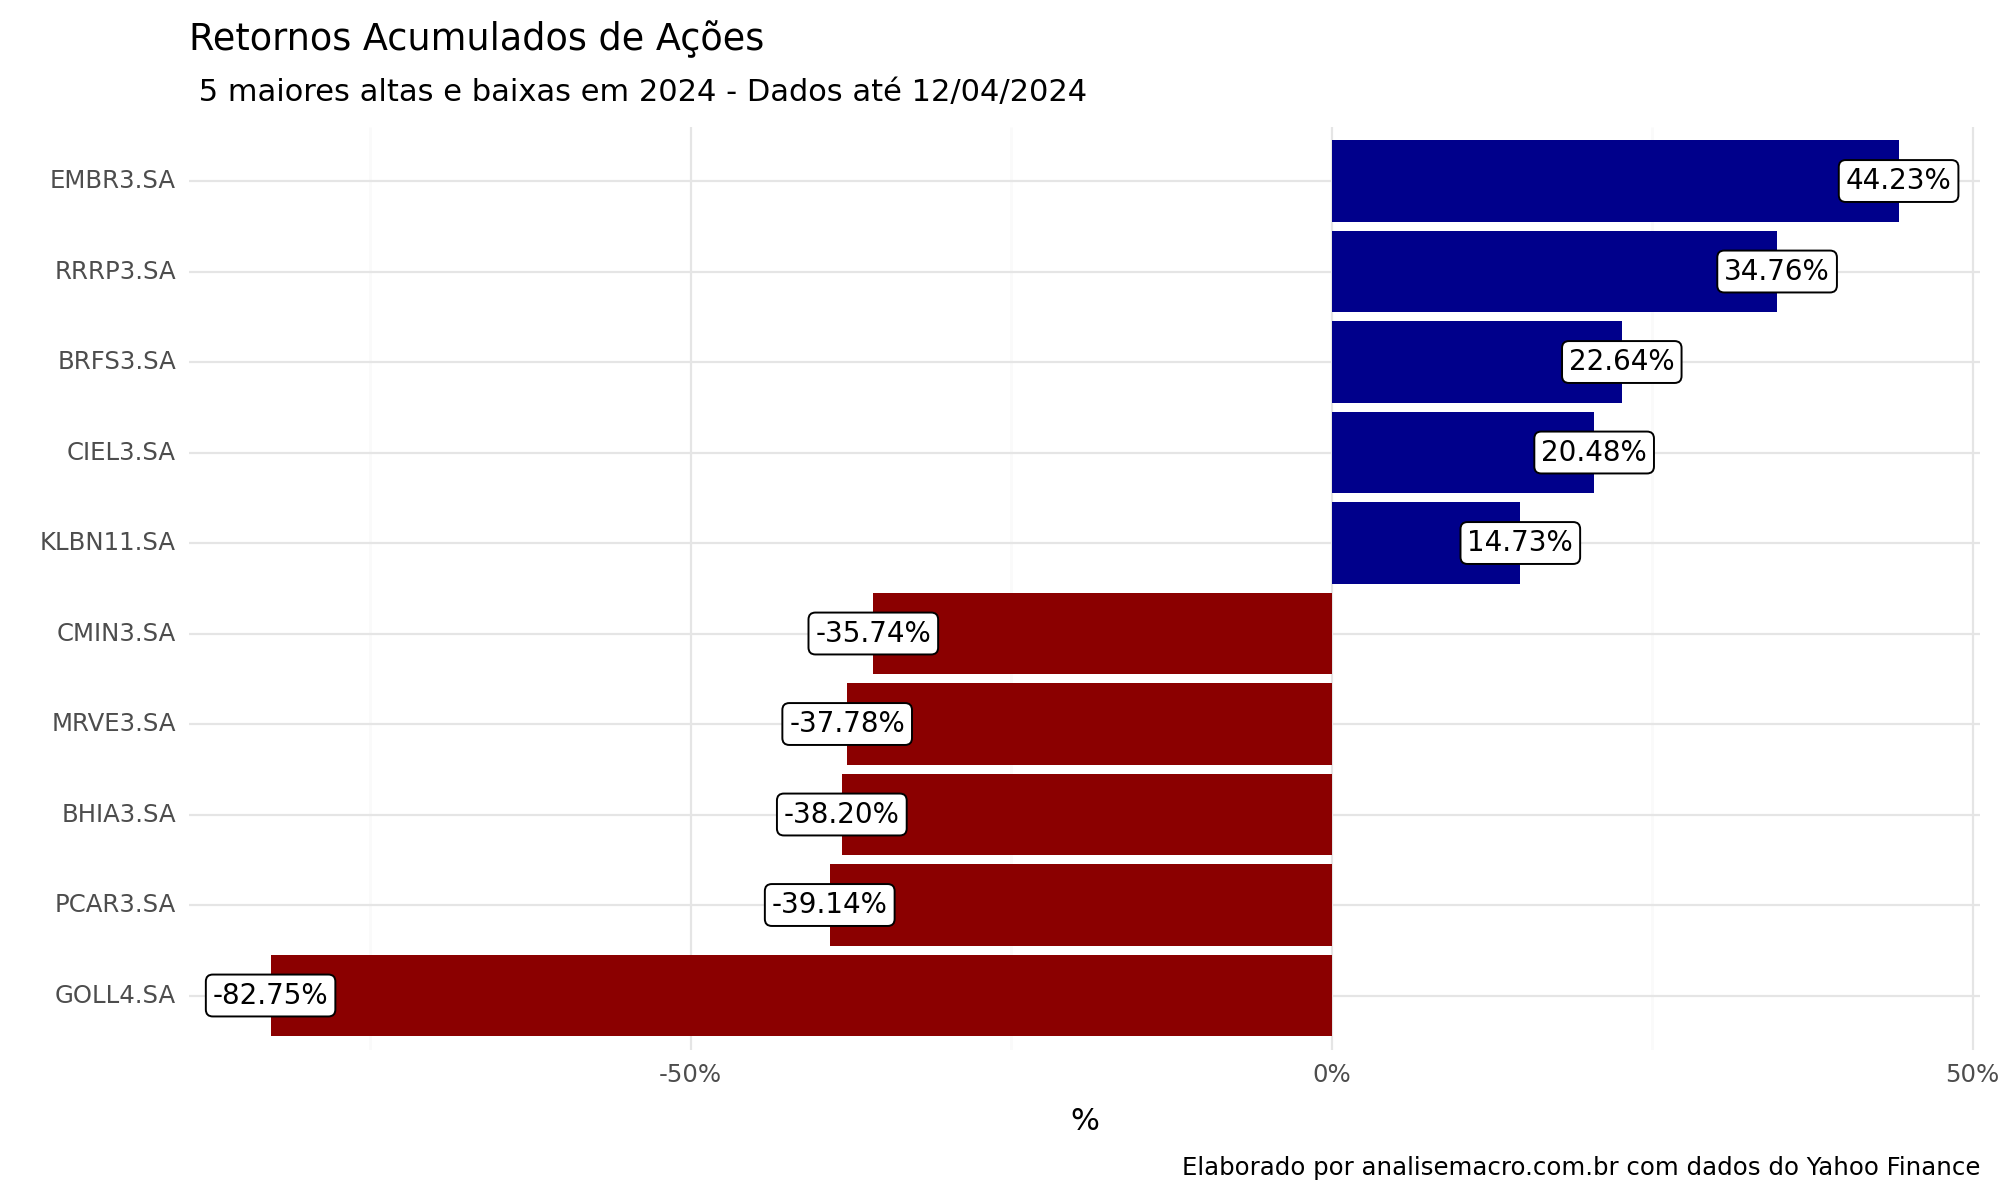 Retornos Acumulados de Ações
5 maiores altas e baixas em 2024 - Dados até 12/04/2024
EMBR3.SA 44.23%
RRRP3.SA 34.76%
BRFS3.SA 22.64%
CIEL3.SA 20.48%
KLBN11.SA 14.73%
CMIN3.SA -35.74%
MRVE3.SA -37.78%
BHIA3.SA -38.20%
PCAR3.SA -39.14%
GOLL4.SA -82.75%
-50% 0% 50%
%
Elaborado por analisemacro.com.br com dados do Yahoo Finance